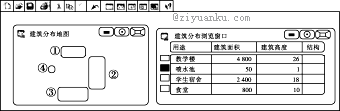 @ziyuanku.com
建筑分布地图
①
②
③
④
建筑分布浏览窗口
用途 建筑面积 建筑高度 结构
教学楼 4 800 26
喷水池 50 1
学生宿舍 2 400 18
食堂 800 10